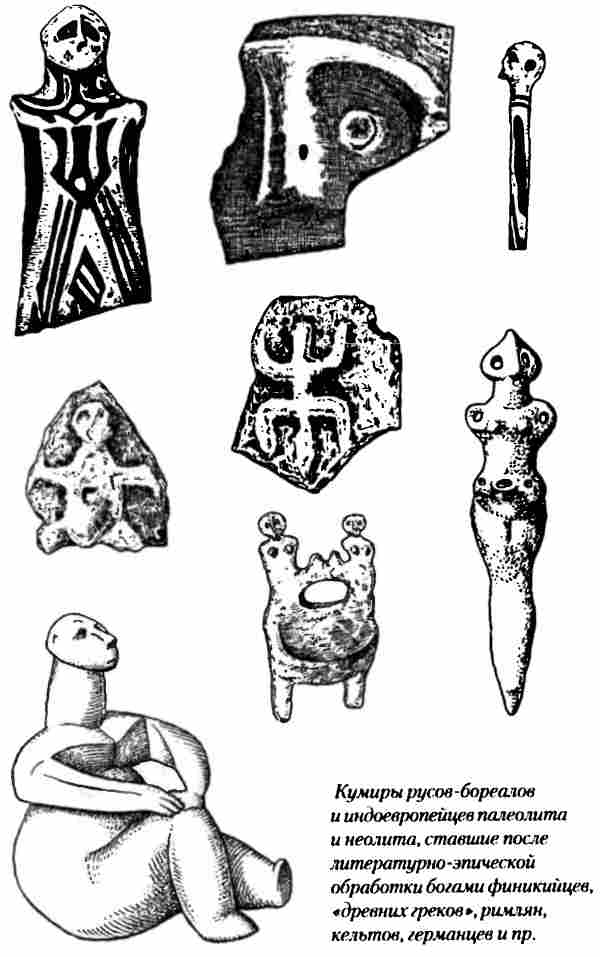 Кумиры русов-бореалов
и индоевропейцев палеолита
и неолита, ставшие после
литературно-эпической
обработки богами финикийцев,
«древних греков», римлян,
кельтов, германцев и пр.